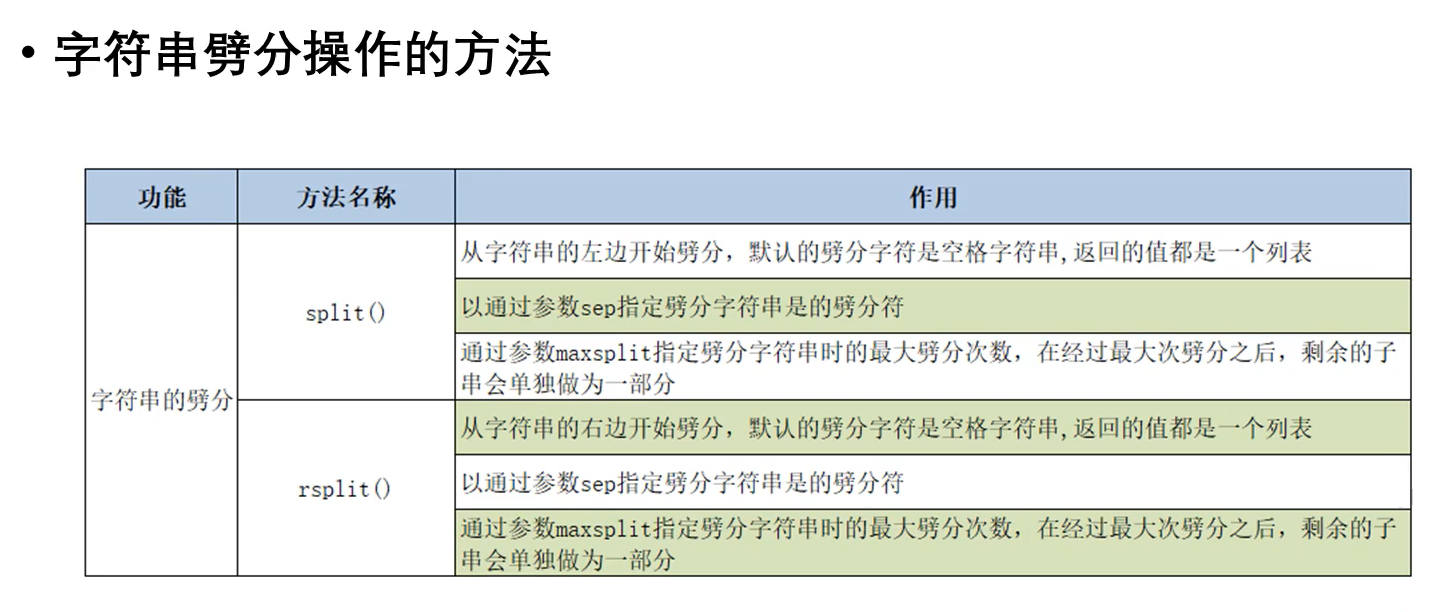 • 字符串劈分操作的方法
功能 方法名称 作用
字符串的劈分
split()
从字符串的左边开始劈分，默认的劈分字符是空格字符串,返回的值都是一个列表
以通过参数sep指定劈分字符串是的劈分符
通过参数maxsplit指定劈分字符串时的最大劈分次数，在经过最大次劈分之后，剩余的子
串会单独做为一部分
rsplit()
从字符串的右边开始劈分，默认的劈分字符是空格字符串,返回的值都是一个列表
以通过参数sep指定劈分字符串是的劈分符
通过参数maxsplit指定劈分字符串时的最大劈分次数，在经过最大次劈分之后，剩余的子
串会单独做为一部分